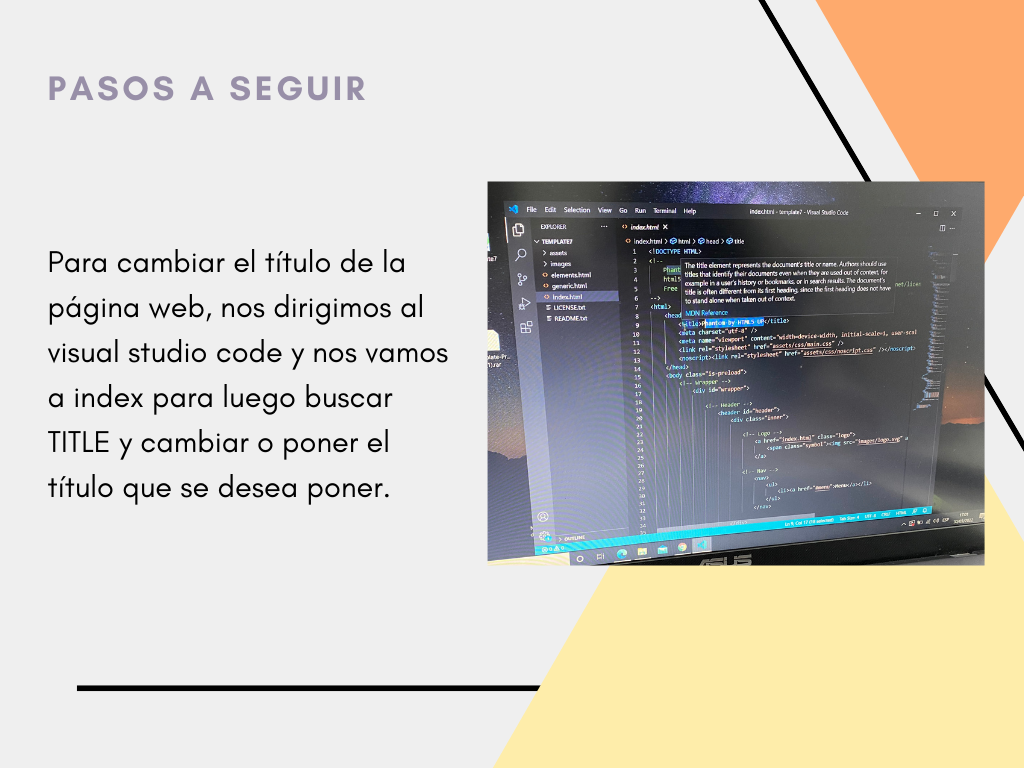 PASOS A SEGUIR
Para cambiar el título de la
página web, nos dirigimos al
visual studio code y nos vamos
a index para luego buscar
TITLE y cambiar o poner el
título que se desea poner.
File Edit Selection View Go Run Terminal Help
index.html - template7 - Visual Studio Code
EXPLORER
TEMPLATE7
assets
images
elements.html
generic.html
index.html
LICENSE.txt
README.txt
OUTLINE
index.html ×
index.html > html > head > title
1 <!DOCTYPE HTML>
2 <!--
3 Phant
4 html5
5 Free
6 -->
7 <html>
8 <head
The title element represents the document's title or name. Authors should use
titles that identify their documents even when they are used out of context, for
example in a user's history or bookmarks, or in search results. The document's
title is often different from its first heading, since the first heading does not have
to stand alone when taken out of context.
MDN Reference
9 <title>Phantom by HTML5 UP</title>
10 <meta charset="utf-8" />
11 <meta name="viewport" content="width=device-width, initial-scale=1, user-scal
12 <link rel="stylesheet" href="assets/css/main.css" />
13 <noscript><link rel="stylesheet" href="assets/css/noscript.css" /></noscript>
14 </head>
15 <body class="is-preload">
16 <!-- Wrapper -->
17 <div id="wrapper">
18
19 <!-- Header -->
20 <header id="header">
21 <div class="inner">
22
23 <!-- Logo -->
24 <a href="index.html" class="logo">
25 <span class="symbol"><img src="images/logo.svg" a
26 </a>
27
28 <!-- Nav -->
29 <nav>
30 <ul>
31 <li><a href="#menu">Menu</a></li>
32 </ul>
33 </nav>
34
ASUS